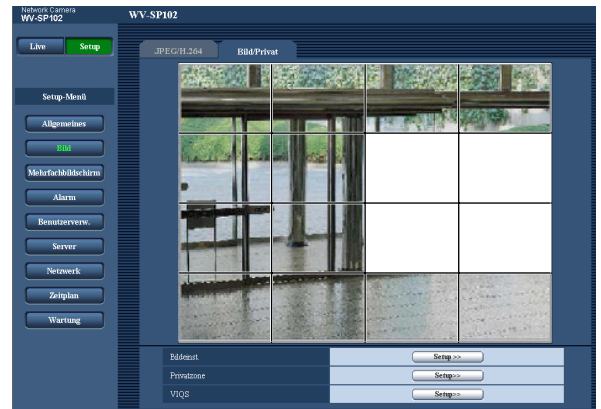 Network Camera
WV-SP102
WV-SP102
Live
Setup
JPEG/H.264
Bild/Privat
Setup-Menü
Allgemeines
Bild
Mehrfachbildschirm
Alarm
Benutzerverw.
Server
Netzwerk
Zeitplan
Wartung
Bildeinst.
Setup >>
Privatzone
Setup>>
VIQS
Setup>>